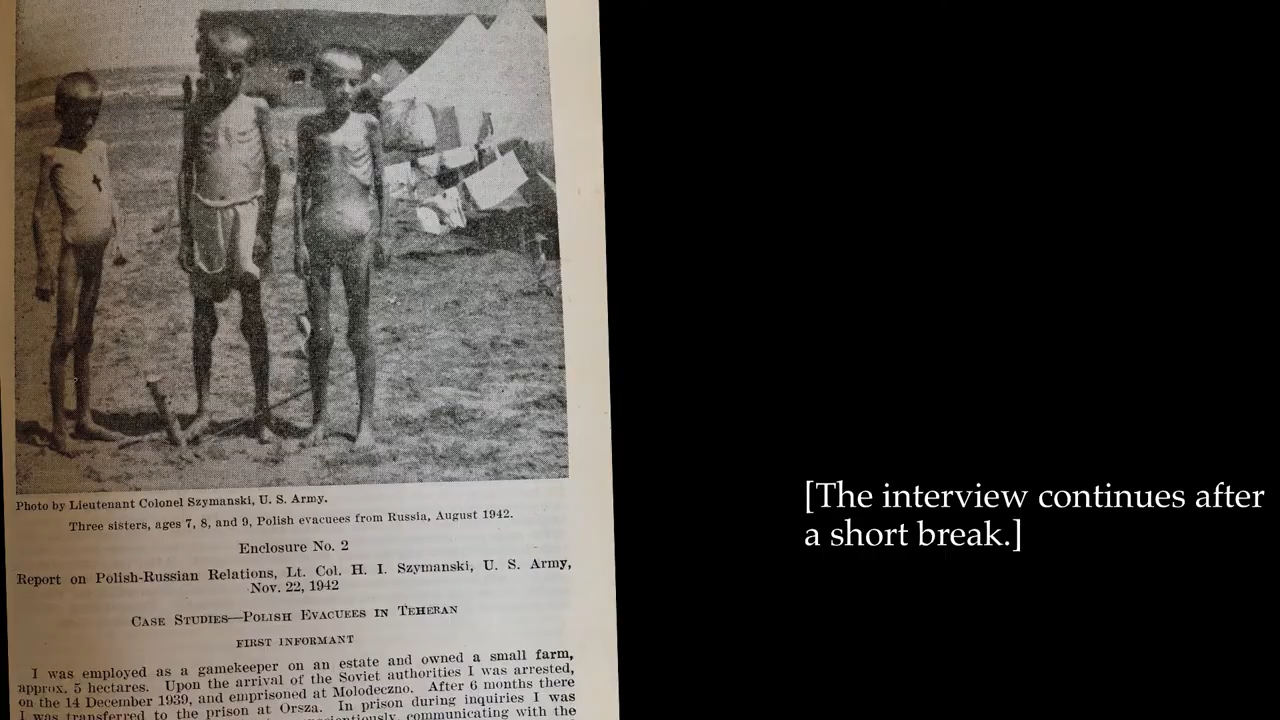 Photo by Lieutenant Colonel Szymanski, U. S. Army.
Three sisters, ages 7, 8, and 9, Polish evacuees from Russia, August 1942.
Enclosure No. 2
Report on Polish-Russian Relations, Lt. Col. H. I. Szymanski, U. S. Army,
Nov. 22, 1942
CASE STUDIES—POLISH EVACUEES IN TEHERAN
FIRST INFORMANT
I was employed as a gamekeeper on an estate and owned a small farm,
approx. 5 hectares. Upon the arrival of the Soviet authorities I was arrested,
on the 14 December 1939, and emprisoned at Molodeczno. After 6 months there
I was transferred to the prison at Orsza. In prison during inquiries I was
communicating with the
[The interview continues after
a short break.]